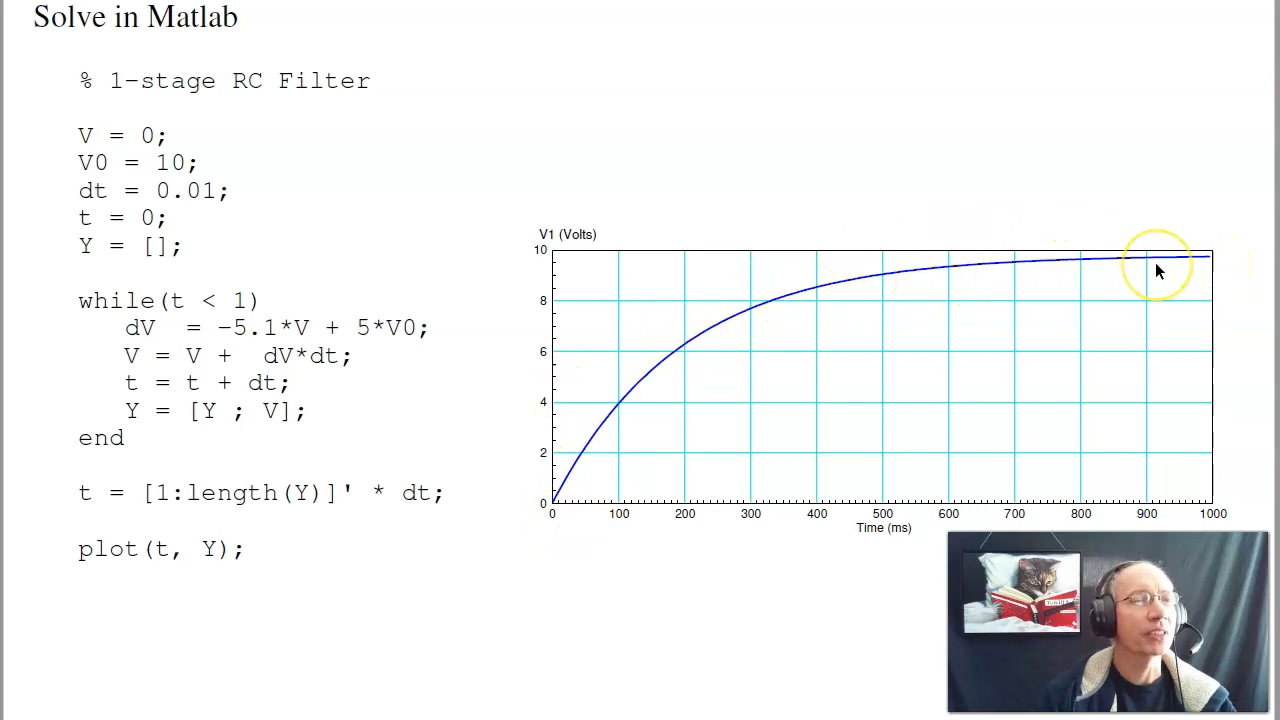 Solve in Matlab
% 1-stage RC Filter
V = 0;
V0 = 10;
dt = 0.01;
t = 0;
Y = [];
while(t < 1)
dV = -5.1*V + 5*V0;
V = V + dV*dt;
t = t + dt;
Y = [Y ; V];
end
t = [1:length(Y)]' * dt;
plot(t, Y);
V1 (Volts)
10
8
6
4
2
0
0 100 200 300 400 500 600 700 800 900 1000
Time (ms)